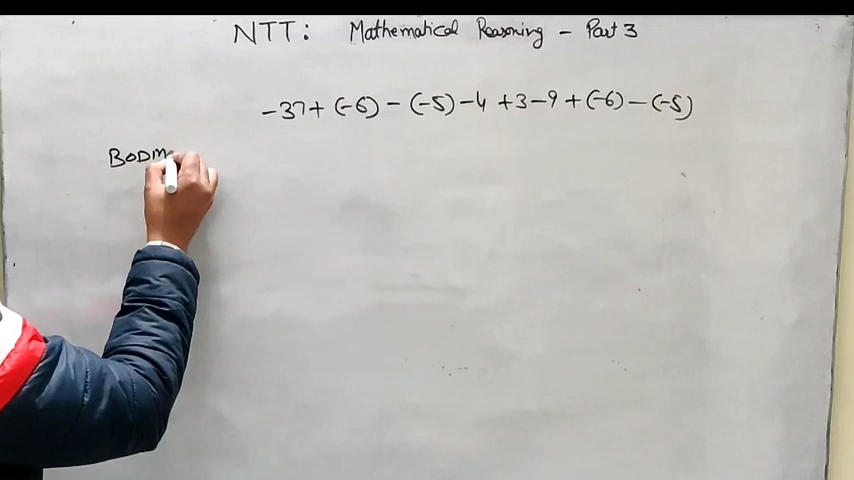 NTT: Mathematical Reasoning - Part 3
-37+ (-6) - (-5) -4 +3-9 +(-6) - (-5)
BODM